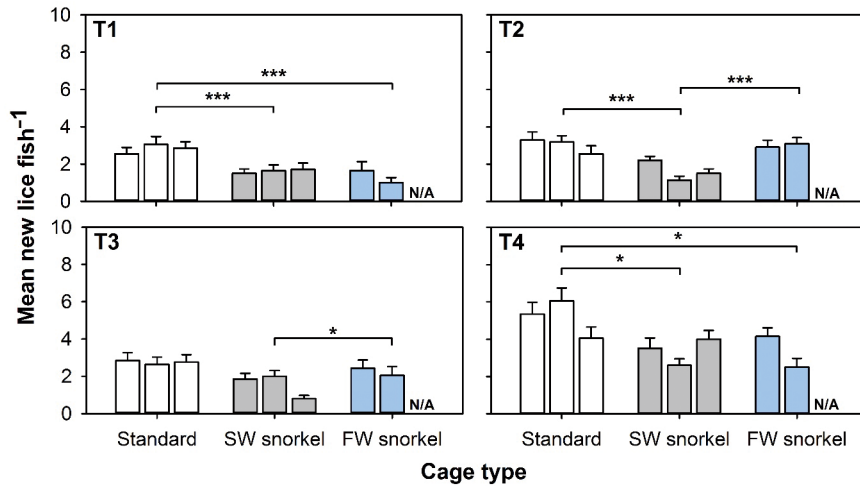 Mean new lice fish⁻¹
10
8
6
4
2
0
T1
***
***
N/A
T2
***
***
N/A
10
8
6
4
2
0
T3
*
N/A
T4
*
*
N/A
Standard SW snorkel FW snorkel
Standard SW snorkel FW snorkel
Cage type